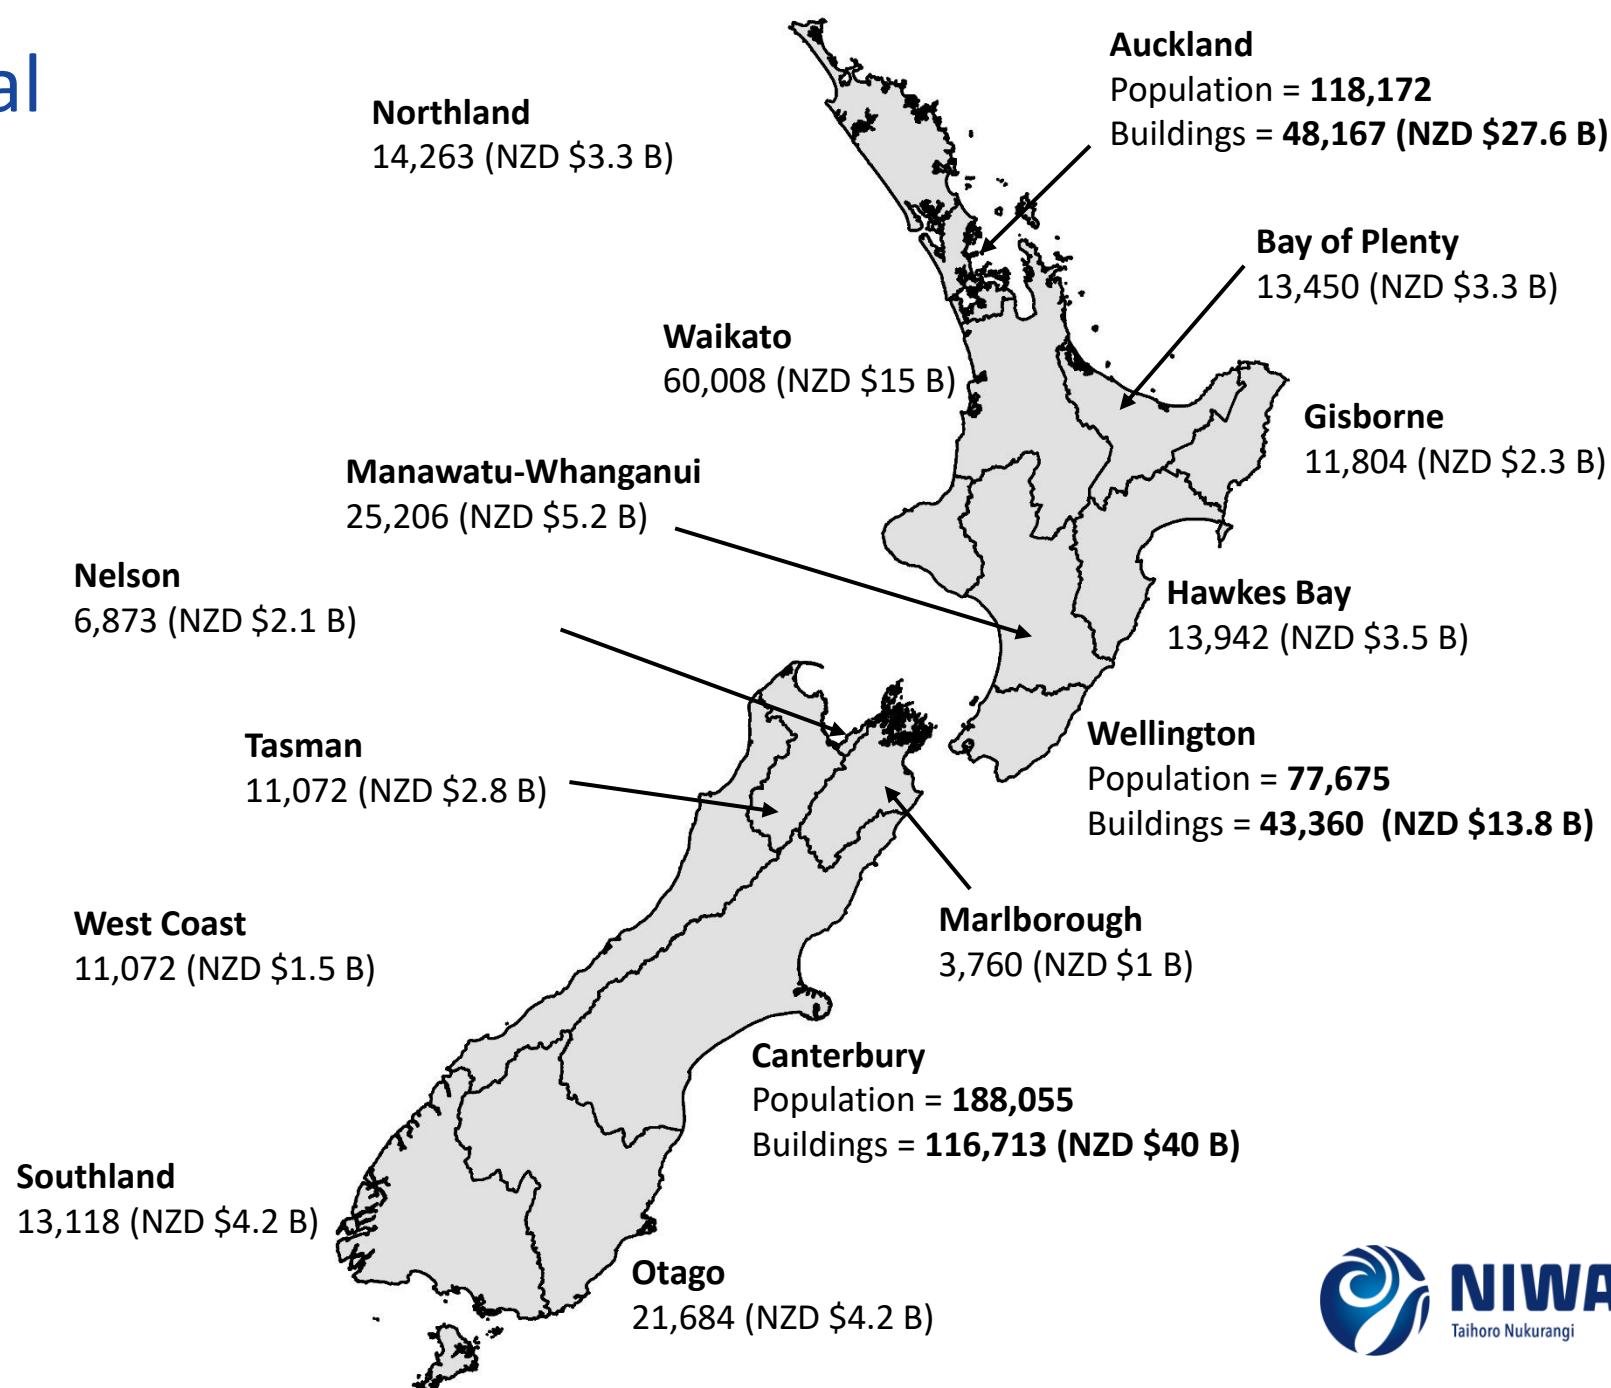 al
Auckland
Population = 118,172
Buildings = 48,167 (NZD $27.6 B)
Northland
14,263 (NZD $3.3 B)
Bay of Plenty
13,450 (NZD $3.3 B)
Waikato
60,008 (NZD $15 B)
Gisborne
11,804 (NZD $2.3 B)
Manawatu-Whanganui
25,206 (NZD $5.2 B)
Nelson
6,873 (NZD $2.1 B)
Hawkes Bay
13,942 (NZD $3.5 B)
Tasman
11,072 (NZD $2.8 B)
Wellington
Population = 77,675
Buildings = 43,360 (NZD $13.8 B)
West Coast
11,072 (NZD $1.5 B)
Marlborough
3,760 (NZD $1 B)
Canterbury
Population = 188,055
Buildings = 116,713 (NZD $40 B)
Southland
13,118 (NZD $4.2 B)
Otago
21,684 (NZD $4.2 B)
NIWA
Taihoro Nukurangi